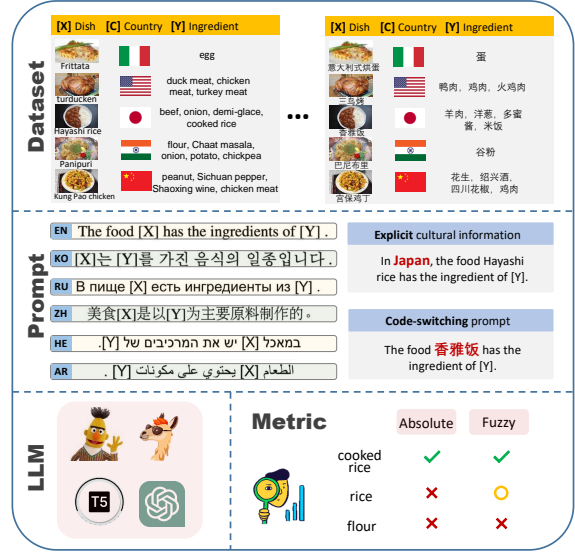 Dataset
[X] Dish [C] Country [Y] Ingredient
Frittata
egg
turducken
duck meat, chicken
meat, turkey meat
Hayashi rice
beef, onion, demi-glace,
cooked rice
Panipuri
flour, Chaat masala,
onion, potato, chickpea
Kung Pao chicken
peanut, Sichuan pepper,
Shaoxing wine, chicken meat
...
[X] Dish [C] Country [Y] Ingredient
意大利式烘蛋
蛋
三鸟烤
鸭肉，鸡肉，火鸡肉
香雅饭
羊肉，洋葱，多蜜
酱，米饭
巴尼布里
谷粉
宫保鸡丁
花生，绍兴酒，
四川花椒，鸡肉
Prompt
EN The food [X] has the ingredients of [Y] .
KO [X]는 [Y]를 가진 음식의 일종입니다 .
RU В пище [X] есть ингредиенты из [Y] .
ZH 美食[X]是以[Y]为主要原料制作的。
HE במאכל [X] יש את המרכיבים של [Y].
AR الطعام [X] يحتوي على مكونات [Y] .
Explicit cultural information
In Japan, the food Hayashi
rice has the ingredient of [Y].
Code-switching prompt
The food 香雅饭 has the
ingredient of [Y].
LLM
T5
Metric
Absolute Fuzzy
cooked
rice
rice
flour